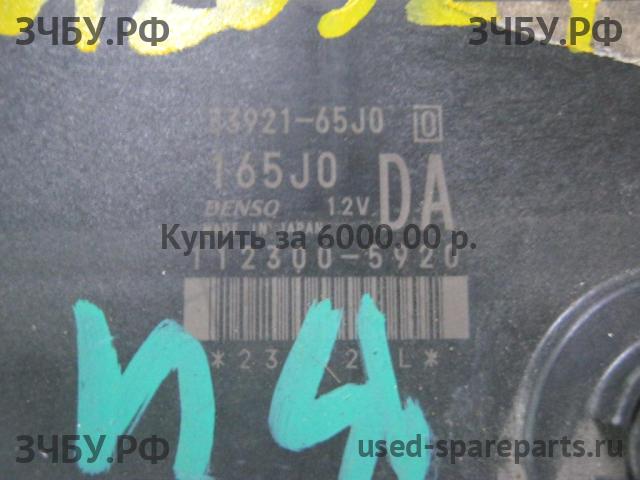 ЗЧБУ.РФ
ЗЧБУ.РФ
33921-65J0 0
165J0 DA
DENSO 12V
Купить за 6000.00 р.
112300-5920
ЗЧБУ.РФ
used-spareparts.ru